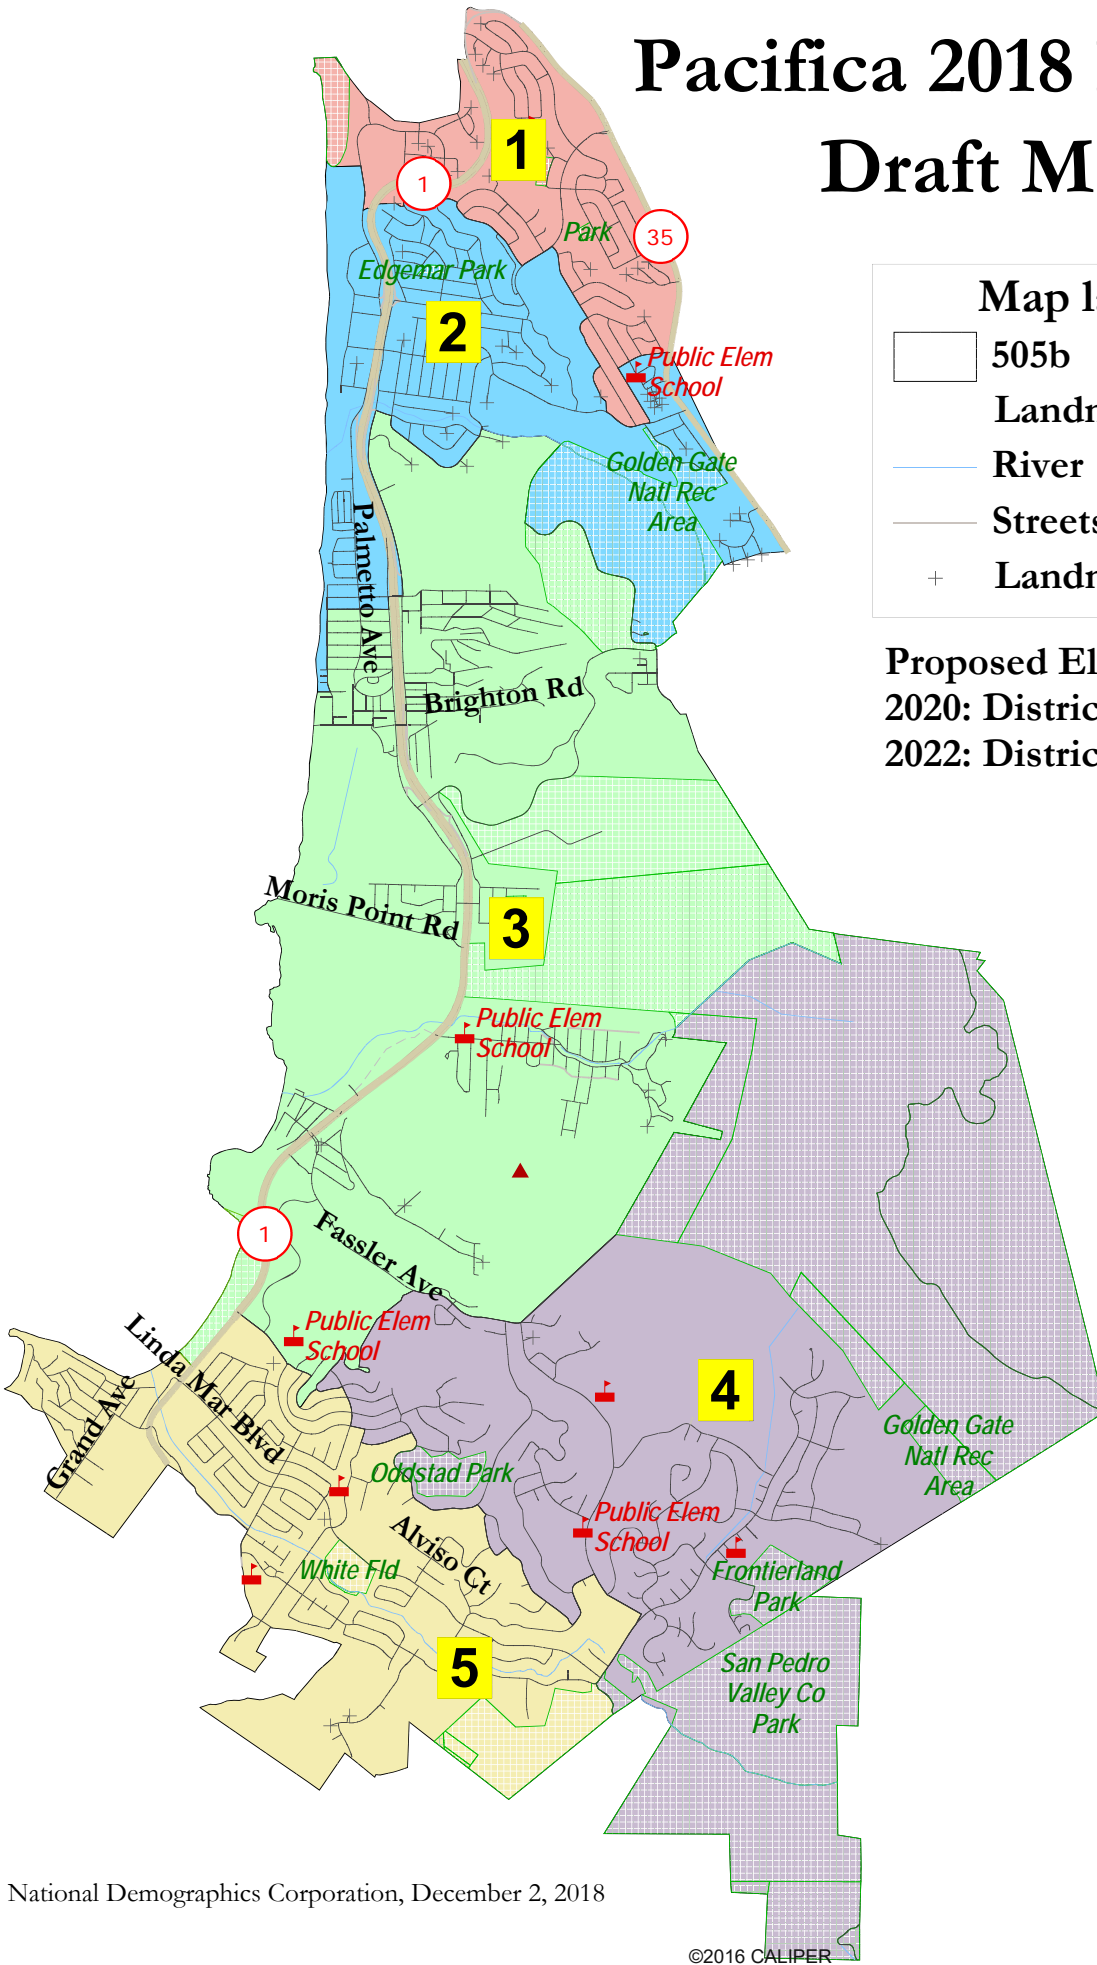 Pacifica 2018
Draft M
1
1
Park
35
Edgemar Park
2
Map l
505b
Landr
River
Streets
Landr
Public Elem
School
Golden Gate
Natl Rec
Area
Palmetto Ave
Brighton Rd
Proposed El
2020: Distric
2022: Distric
Moris Point Rd
3
Public Elem
School
Fassler Ave
1
Public Elem
School
Linda Mar Blvd
Grand Ave
4
Golden Gate
Natl Rec
Area
Oddstad Park
Alviso Ct
Public Elem
School
White Fld
Frontierland
Park
5
San Pedro
Valley Co
Park
National Demographics Corporation, December 2, 2018
©2016 CALIPER